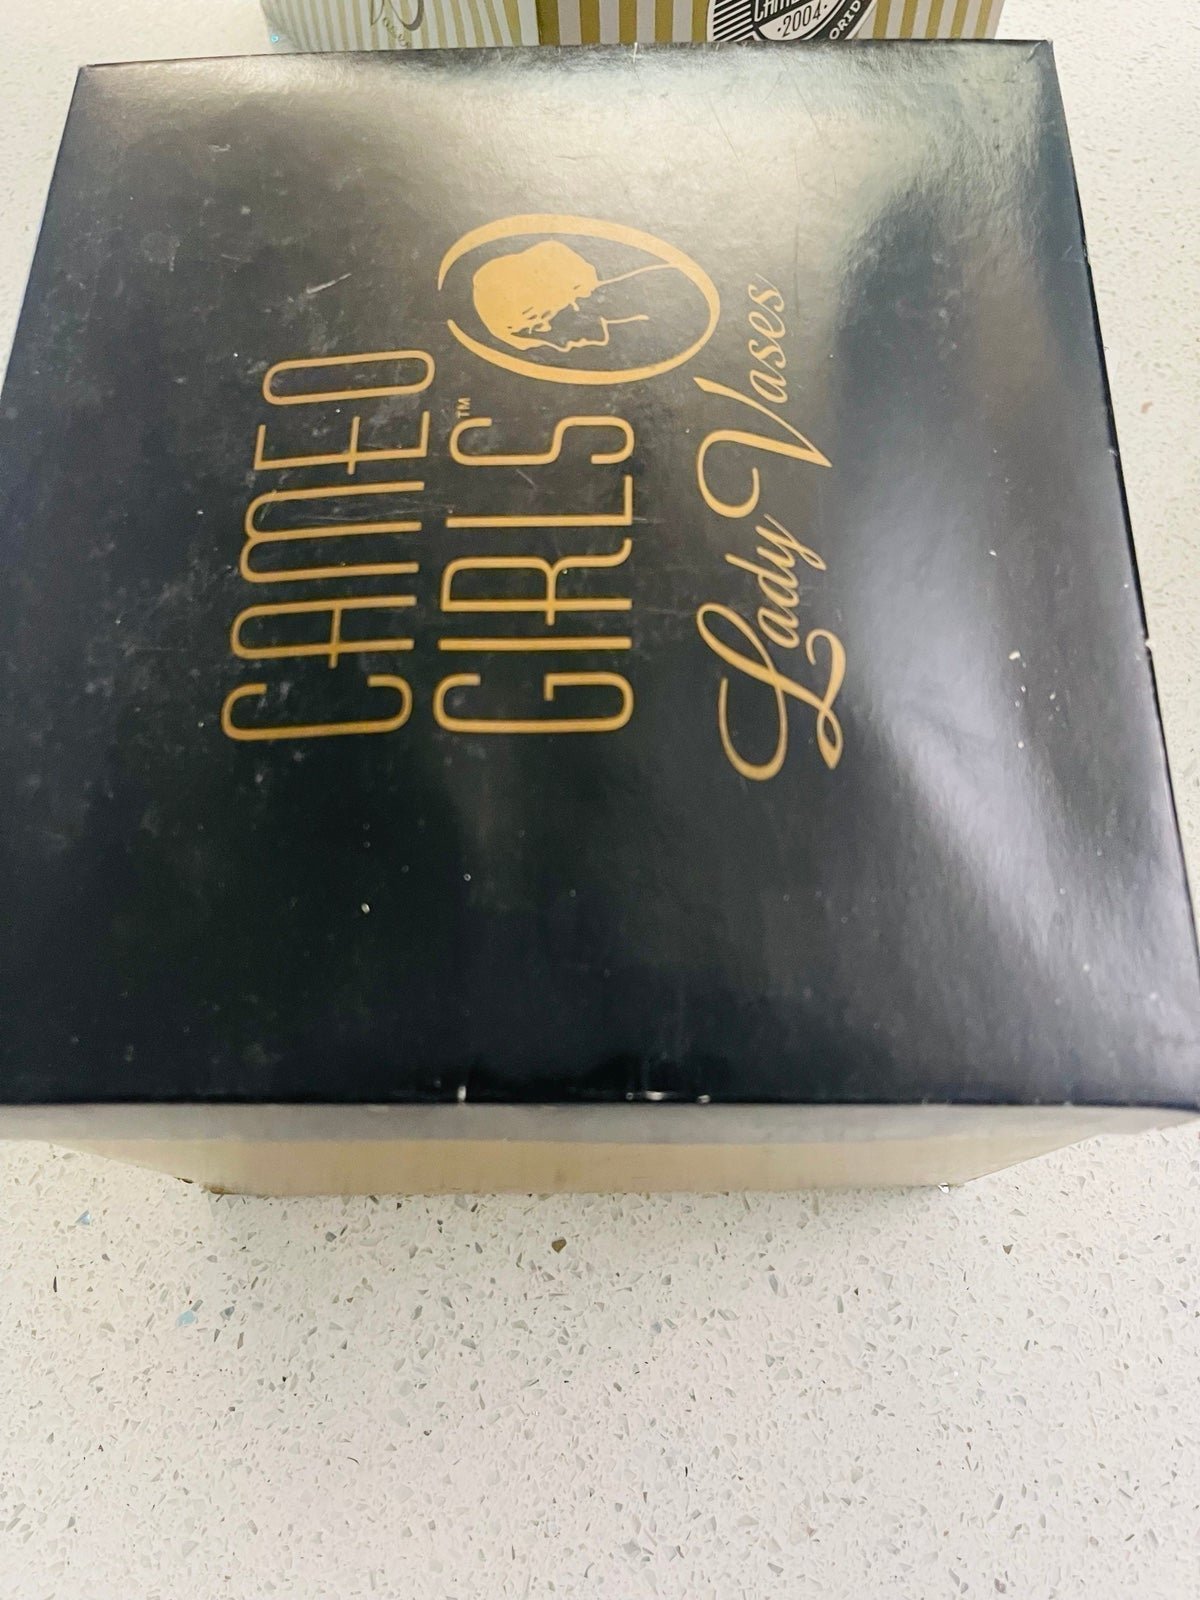 CAMEO
GIRLS™
Lady Vases
2004